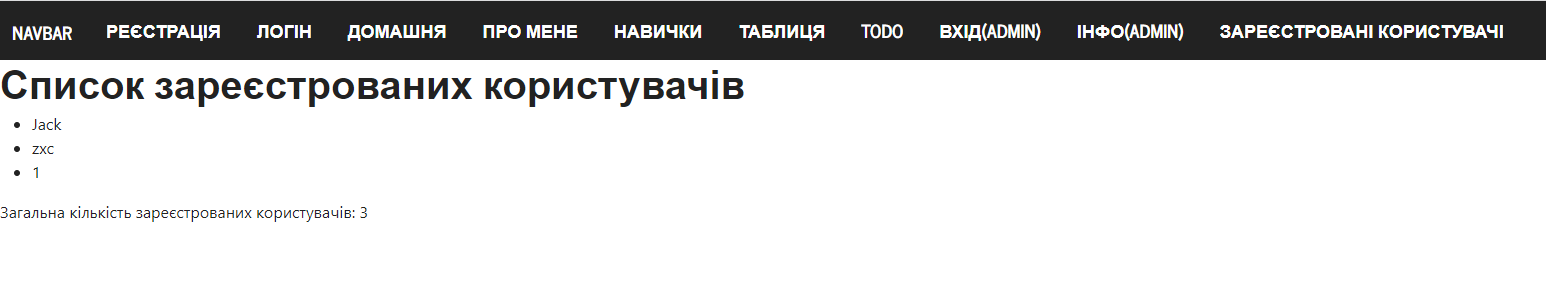 NAVBAR РЕЄСТРАЦІЯ ЛОГІН ДОМАШНЯ ПРО МЕНЕ НАВИЧКИ ТАБЛИЦЯ TODO ВХІД(ADMIN) ІНФО(ADMIN) ЗАРЕЄСТРОВАНІ КОРИСТУВАЧІ
Список зареєстрованих користувачів
Jack
zxc
1
Загальна кількість зареєстрованих користувачів: 3